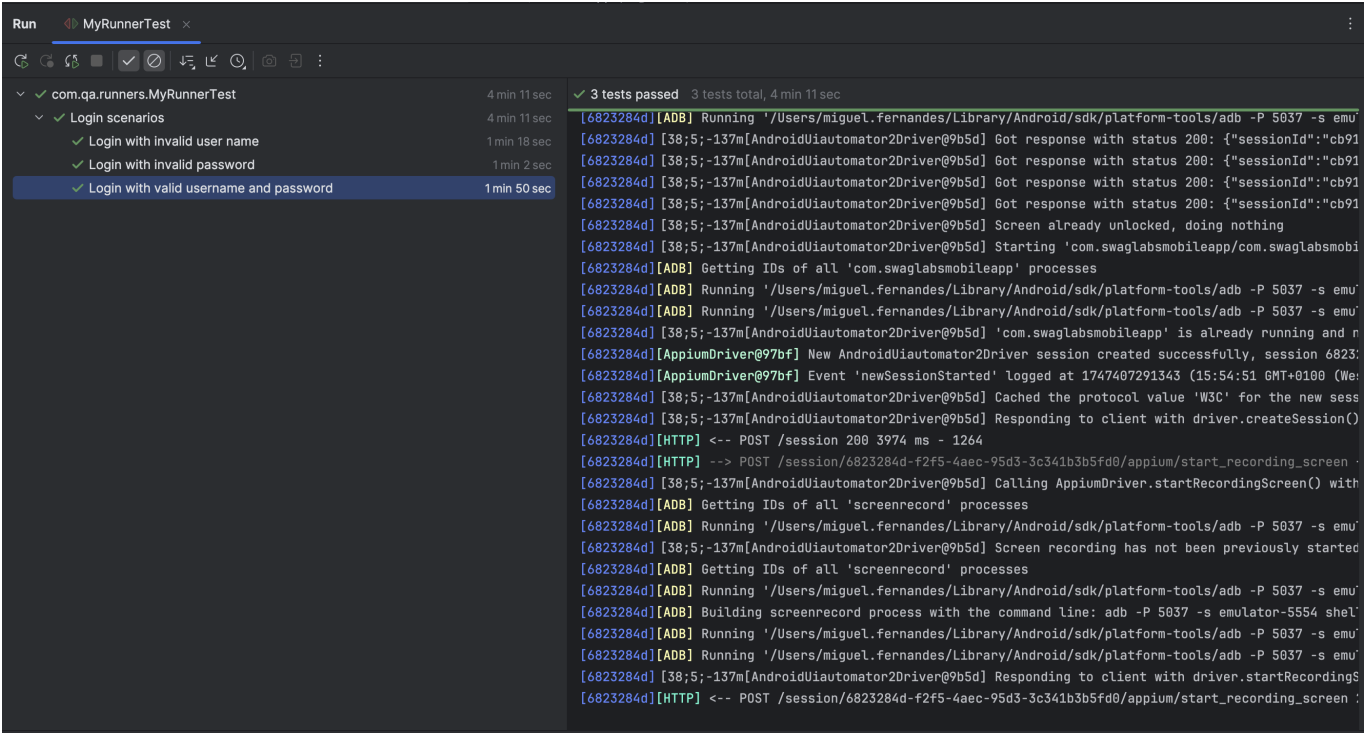 Run MyRunnerTest
com.qa.runners.MyRunnerTest 4 min 11 sec
Login scenarios 4 min 11 sec
Login with invalid user name 1 min 18 sec
Login with invalid password 1 min 2 sec
Login with valid username and password 1 min 50 sec
3 tests passed 3 tests total, 4 min 11 sec
[6823284d][ADB] Running '/Users/miguel.fernandes/Library/Android/sdk/platform-tools/adb -P 5037 -s emu
[6823284d] [38;5;-137m[AndroidUiautomator2Driver@9b5d] Got response with status 200: {"sessionId":"cb91
[6823284d] [38;5;-137m[AndroidUiautomator2Driver@9b5d] Got response with status 200: {"sessionId":"cb91
[6823284d] [38;5;-137m[AndroidUiautomator2Driver@9b5d] Got response with status 200: {"sessionId":"cb91
[6823284d] [38;5;-137m[AndroidUiautomator2Driver@9b5d] Got response with status 200: {"sessionId":"cb91
[6823284d] [38;5;-137m[AndroidUiautomator2Driver@9b5d] Screen already unlocked, doing nothing
[6823284d] [38;5;-137m[AndroidUiautomator2Driver@9b5d] Starting 'com.swaglabsmobileapp/com.swaglabsmobi
[6823284d][ADB] Getting IDs of all 'com.swaglabsmobileapp' processes
[6823284d][ADB] Running '/Users/miguel.fernandes/Library/Android/sdk/platform-tools/adb -P 5037 -s emu
[6823284d][ADB] Running '/Users/miguel.fernandes/Library/Android/sdk/platform-tools/adb -P 5037 -s emu
[6823284d] [38;5;-137m[AndroidUiautomator2Driver@9b5d] 'com.swaglabsmobileapp' is already running and n
[6823284d][AppiumDriver@97bf] New AndroidUiautomator2Driver session created successfully, session 6823
[6823284d][AppiumDriver@97bf] Event 'newSessionStarted' logged at 1747407291343 (15:54:51 GMT+0100 (Wes
[6823284d] [38;5;-137m[AndroidUiautomator2Driver@9b5d] Cached the protocol value 'W3C' for the new sess
[6823284d] [38;5;-137m[AndroidUiautomator2Driver@9b5d] Responding to client with driver.createSession()
[6823284d][HTTP] <-- POST /session 200 3974 ms - 1264
[6823284d][HTTP] --> POST /session/6823284d-f2f5-4aec-95d3-3c341b3b5fd0/appium/start_recording_screen
[6823284d] [38;5;-137m[AndroidUiautomator2Driver@9b5d] Calling AppiumDriver.startRecordingScreen() with
[6823284d][ADB] Getting IDs of all 'screenrecord' processes
[6823284d][ADB] Running '/Users/miguel.fernandes/Library/Android/sdk/platform-tools/adb -P 5037 -s emu
[6823284d] [38;5;-137m[AndroidUiautomator2Driver@9b5d] Screen recording has not been previously started
[6823284d][ADB] Getting IDs of all 'screenrecord' processes
[6823284d][ADB] Running '/Users/miguel.fernandes/Library/Android/sdk/platform-tools/adb -P 5037 -s emu
[6823284d][ADB] Building screenrecord process with the command line: adb -P 5037 -s emulator-5554 shel
[6823284d][ADB] Running '/Users/miguel.fernandes/Library/Android/sdk/platform-tools/adb -P 5037 -s emu
[6823284d][ADB] Running '/Users/miguel.fernandes/Library/Android/sdk/platform-tools/adb -P 5037 -s emu
[6823284d] [38;5;-137m[AndroidUiautomator2Driver@9b5d] Responding to client with driver.startRecordingS
[6823284d][HTTP] <-- POST /session/6823284d-f2f5-4aec-95d3-3c341b3b5fd0/appium/start_recording_screen